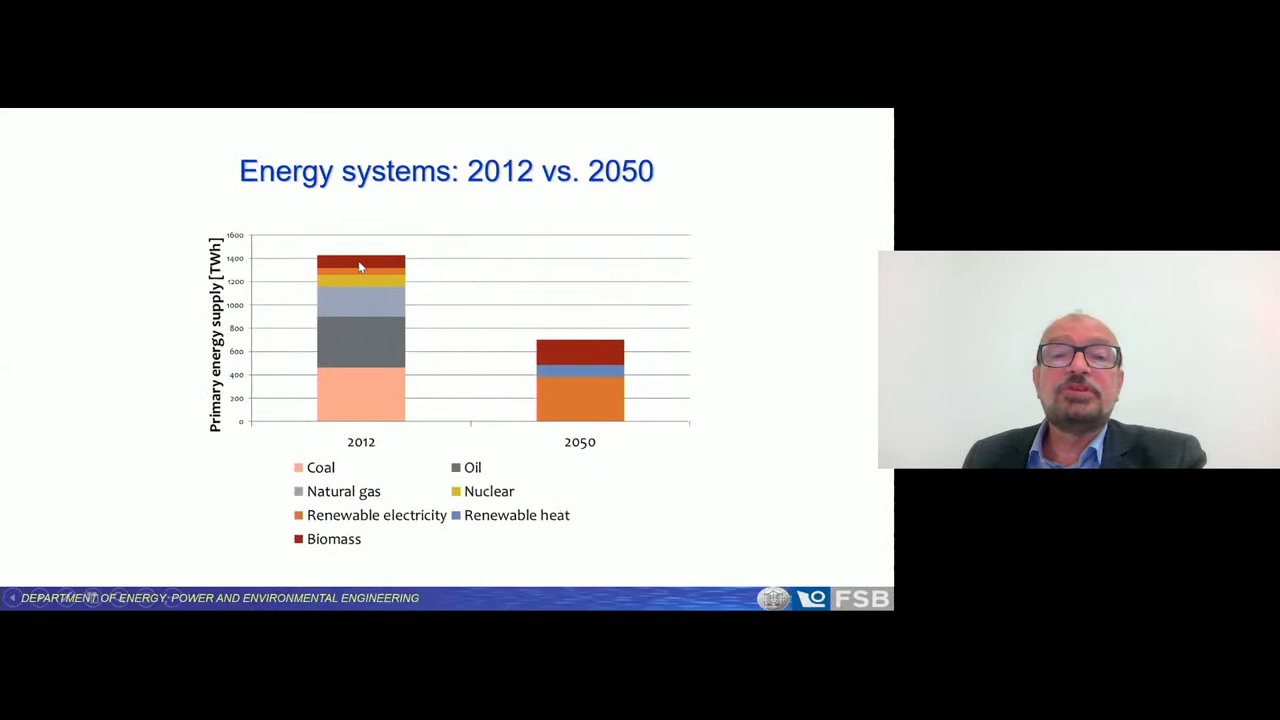 Energy systems: 2012 vs. 2050
Primary energy supply [TWh]
1600
1400
1200
1000
800
600
400
200
0
2012 2050
Coal Oil
Natural gas Nuclear
Renewable electricity Renewable heat
Biomass
DEPARTMENT OF ENERGY, POWER AND ENVIRONMENTAL ENGINEERING
FSB